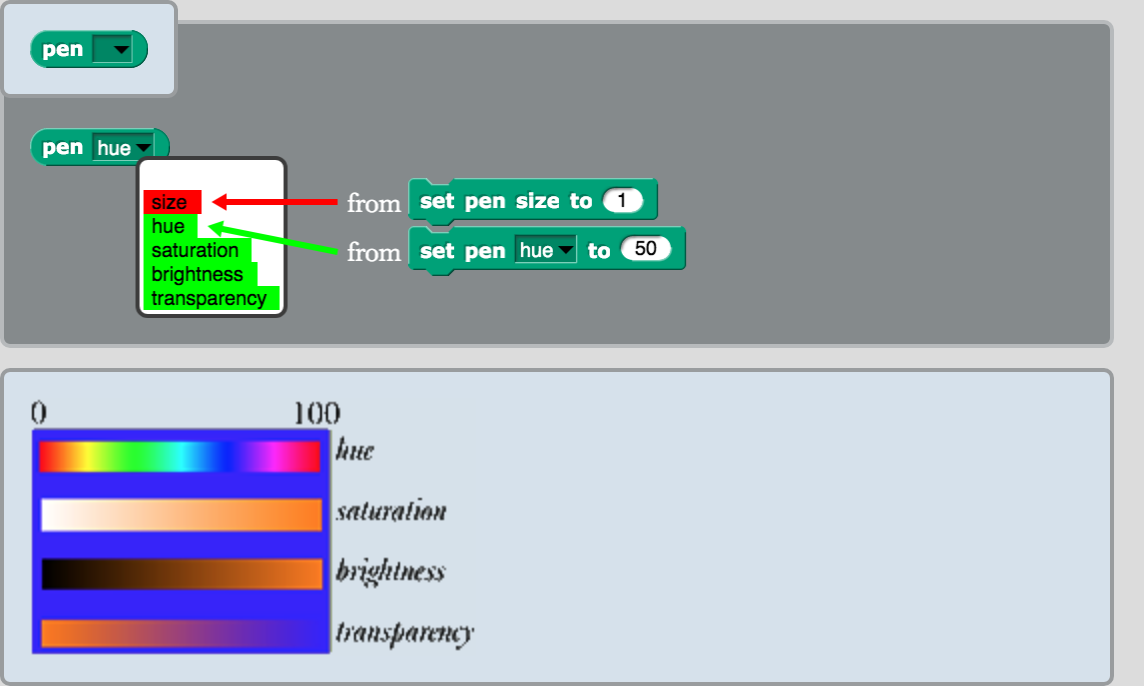 pen
pen hue
size
hue
saturation
brightness
transparency
from set pen size to 1
from set pen hue to 50
0 100
hue
saturation
brightness
transparency